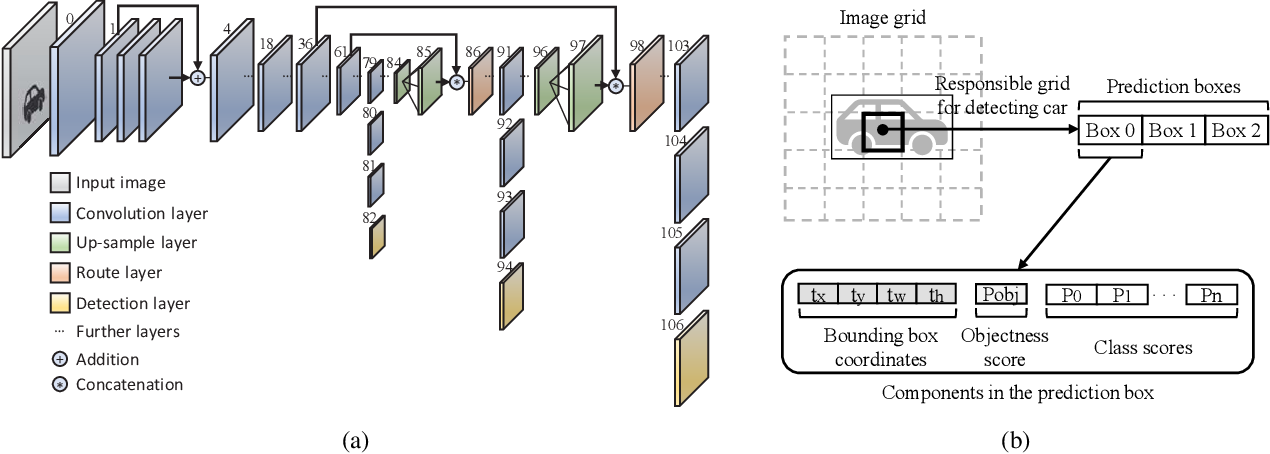 0
1
4
18
36
61
79
84
85
86
91
96
97
98
103
80
81
82
92
93
94
104
105
106
Input image
Convolution layer
Up-sample layer
Route layer
Detection layer
··· Further layers
+ Addition
* Concatenation
(a)
Image grid
Responsible grid
for detecting car
Prediction boxes
Box 0 Box 1 Box 2
tx ty tw th Pobj P0 P1 · · · Pn
Bounding box
coordinates
Objectness
score
Class scores
Components in the prediction box
(b)